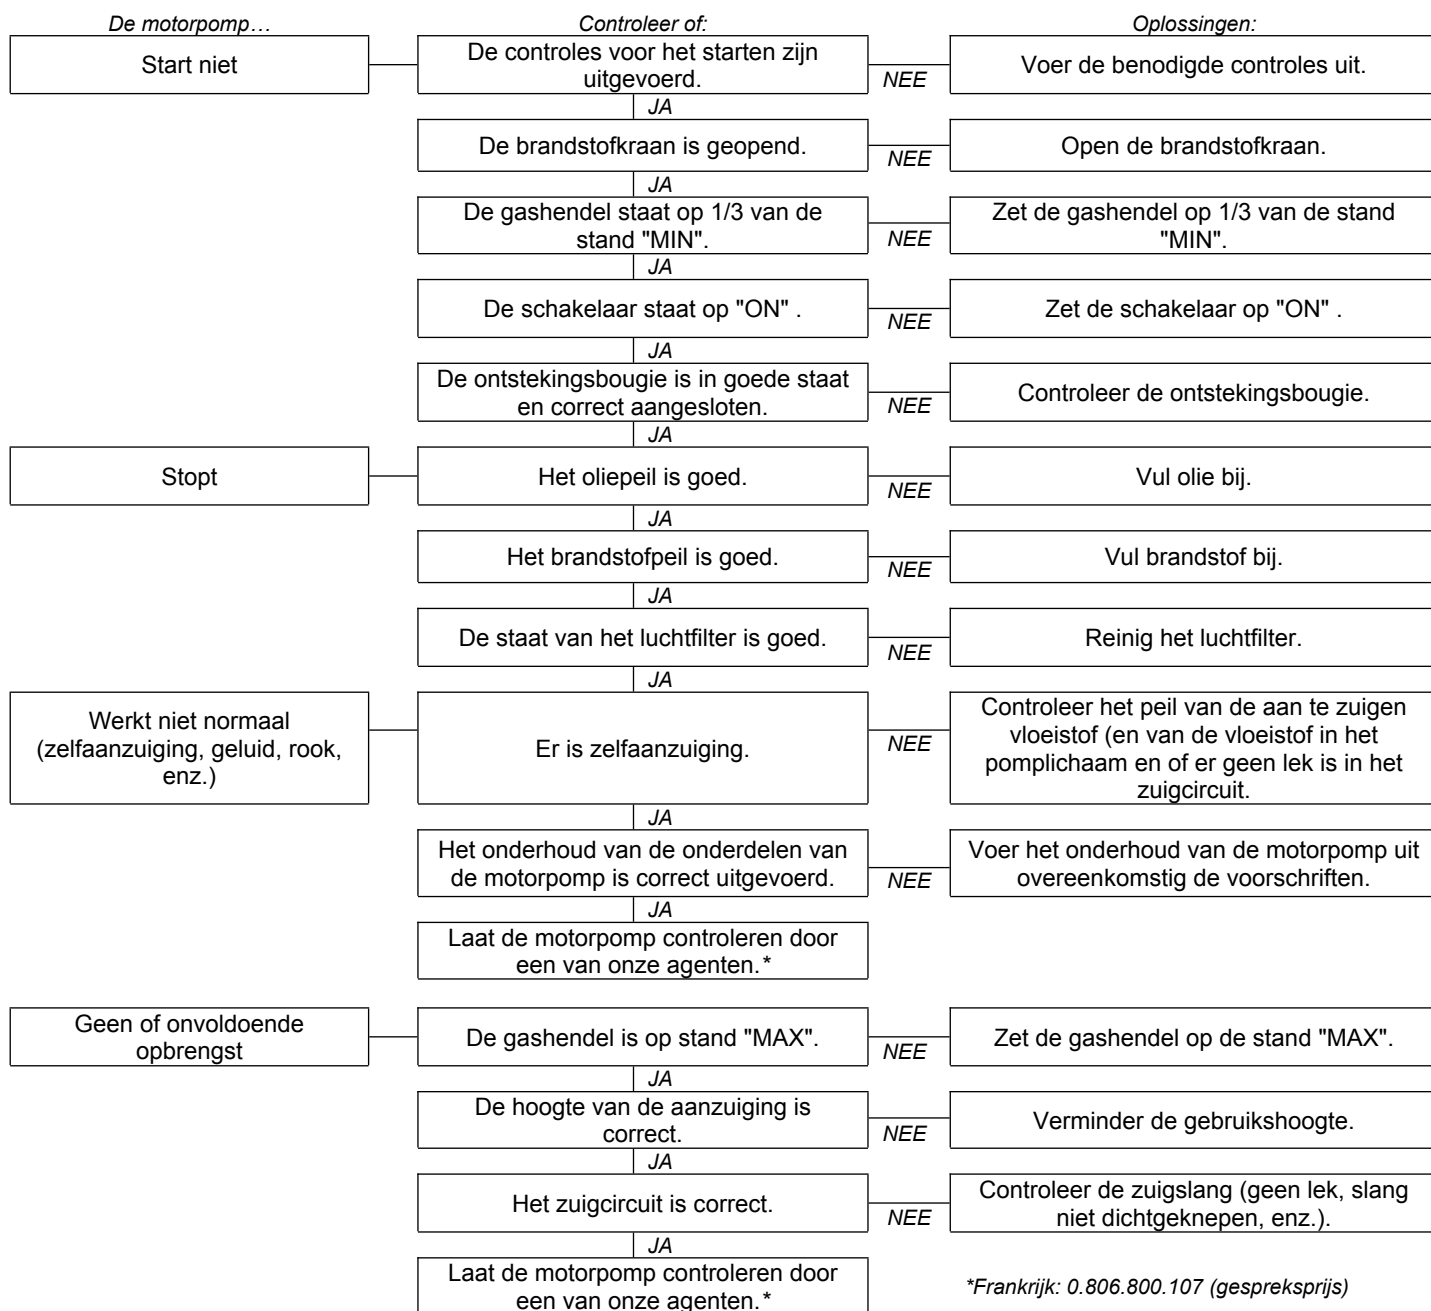 De motorpomp…
Controleer of:
Oplossingen:
Start niet
De controles voor het starten zijn
uitgevoerd.
NEE
Voer de benodigde controles uit.
JA
De brandstofkraan is geopend.
NEE
Open de brandstofkraan.
JA
De gashendel staat op 1/3 van de
stand "MIN".
NEE
Zet de gashendel op 1/3 van de stand
"MIN".
JA
De schakelaar staat op "ON" .
NEE
Zet de schakelaar op "ON" .
JA
De ontstekingsbougie is in goede staat
en correct aangesloten.
NEE
Controleer de ontstekingsbougie.
JA
Stopt
Het oliepeil is goed.
NEE
Vul olie bij.
JA
Het brandstofpeil is goed.
NEE
Vul brandstof bij.
JA
De staat van het luchtfilter is goed.
NEE
Reinig het luchtfilter.
JA
Werkt niet normaal
(zelfaanzuiging, geluid, rook,
enz.)
Er is zelfaanzuiging.
NEE
Controleer het peil van de aan te zuigen
vloeistof (en van de vloeistof in het
pomplichaam en of er geen lek is in het
zuigcircuit.
JA
Het onderhoud van de onderdelen van
de motorpomp is correct uitgevoerd.
NEE
Voer het onderhoud van de motorpomp uit
overeenkomstig de voorschriften.
JA
Laat de motorpomp controleren door
een van onze agenten.*
Geen of onvoldoende
opbrengst
De gashendel is op stand "MAX".
NEE
Zet de gashendel op de stand "MAX".
JA
De hoogte van de aanzuiging is
correct.
NEE
Verminder de gebruikshoogte.
JA
Het zuigcircuit is correct.
NEE
Controleer de zuigslang (geen lek, slang
niet dichtgeknepen, enz.).
JA
Laat de motorpomp controleren door
een van onze agenten.*
*Frankrijk: 0.806.800.107 (gespreksprijs)